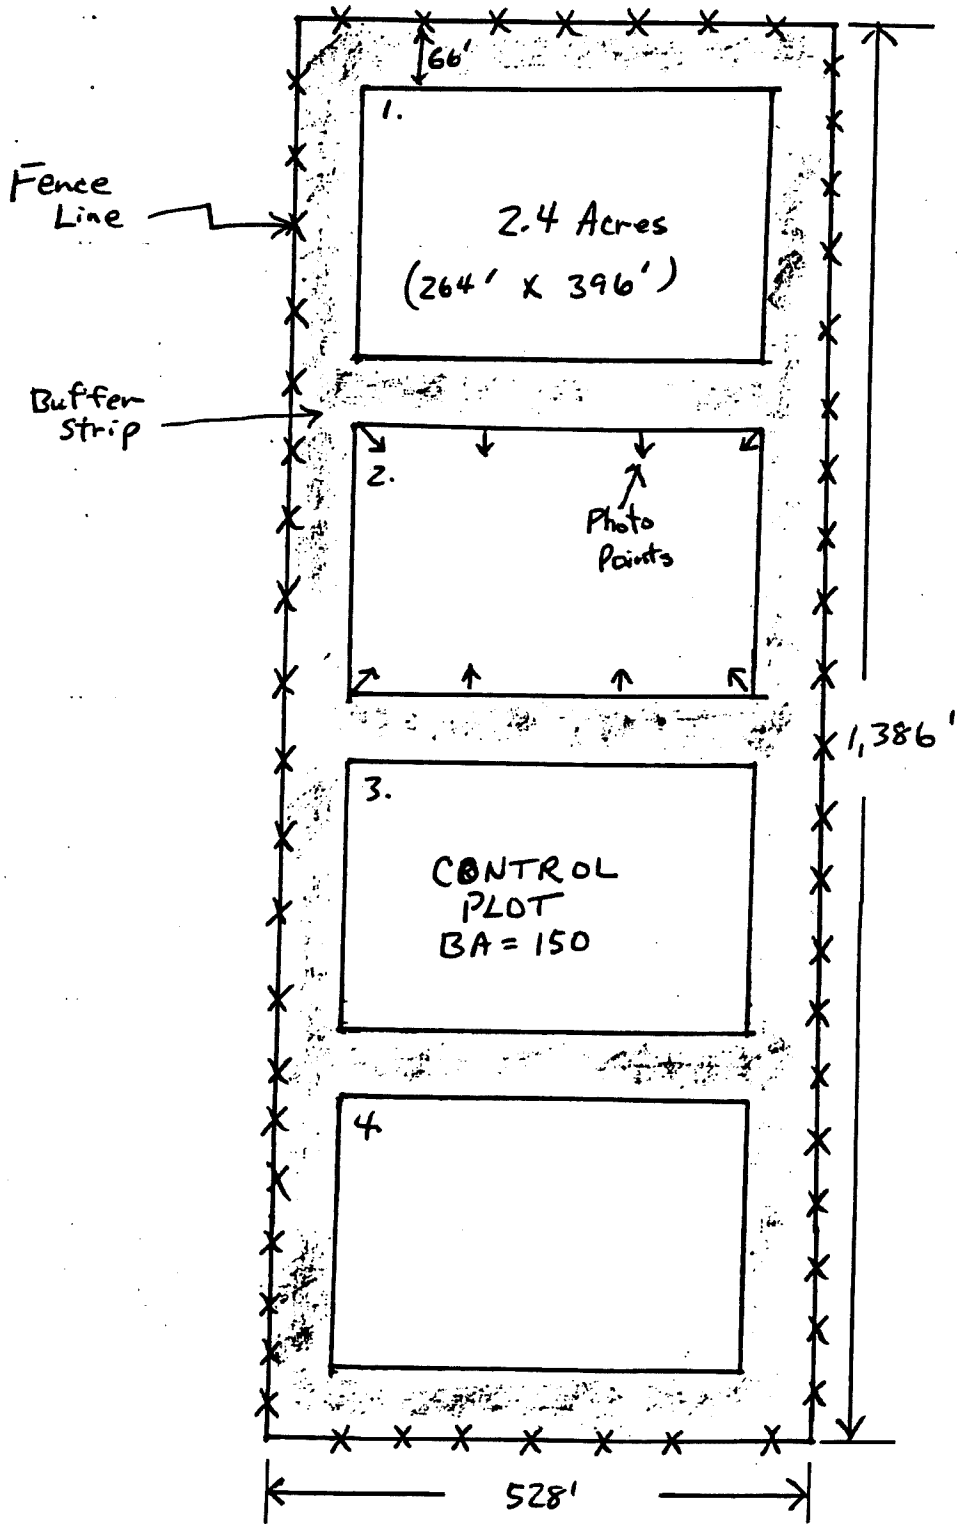 66'
1.
Fence
Line
2.4 Acres
(264' x 396')
Buffer
Strip
2.
Photo
Points
1,386'
3.
CONTROL
PLOT
BA = 150
4.
528'